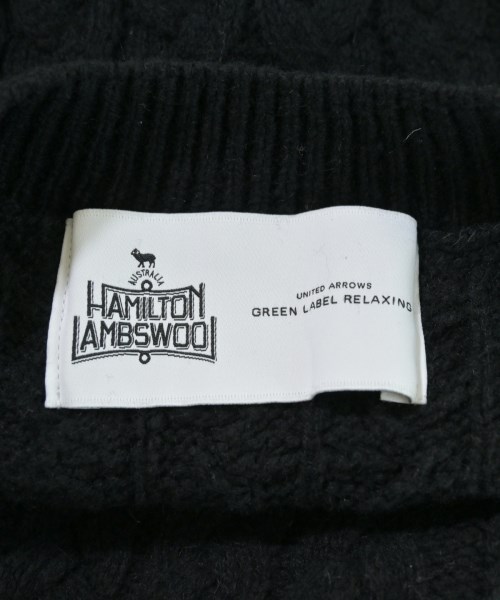 AUSTRALIA
HAMILTON
LAMBSWOOL
UNITED ARROWS
GREEN LABEL RELAXING